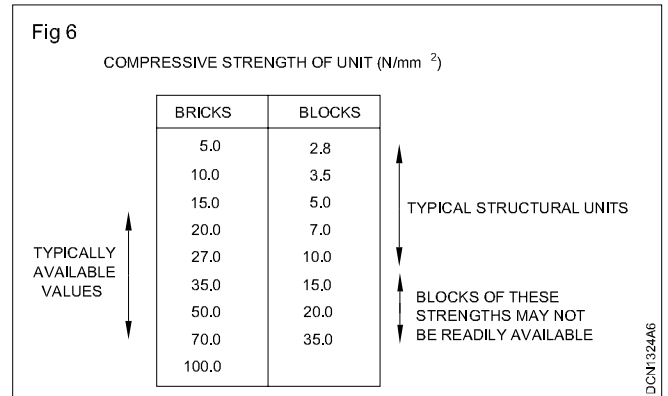 Fig 6
COMPRESSIVE STRENGTH OF UNIT (N/mm 2)
BRICKS BLOCKS
5.0 2.8
10.0 3.5
15.0 5.0
20.0 7.0
27.0 10.0
35.0 15.0
50.0 20.0
70.0 35.0
100.0
TYPICALLY
AVAILABLE
VALUES
TYPICAL STRUCTURAL UNITS
BLOCKS OF THESE
STRENGTHS MAY NOT
BE READILY AVAILABLE
DCN1324A6